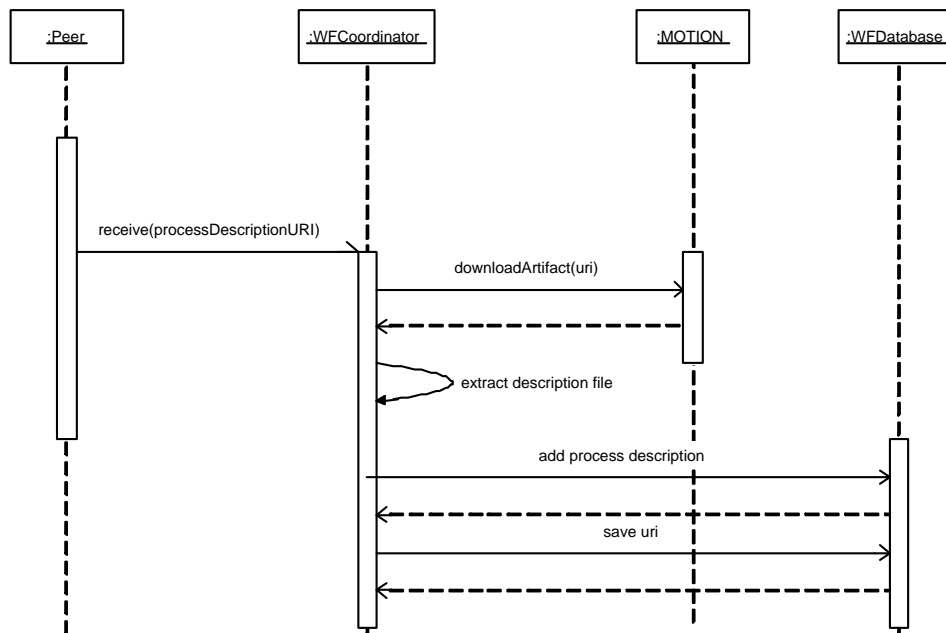 :Peer
:WFCoordinator
:MOTION
:WFDatabase
receive(processDescriptionURI)
downloadArtifact(uri)
extract description file
add process description
save uri